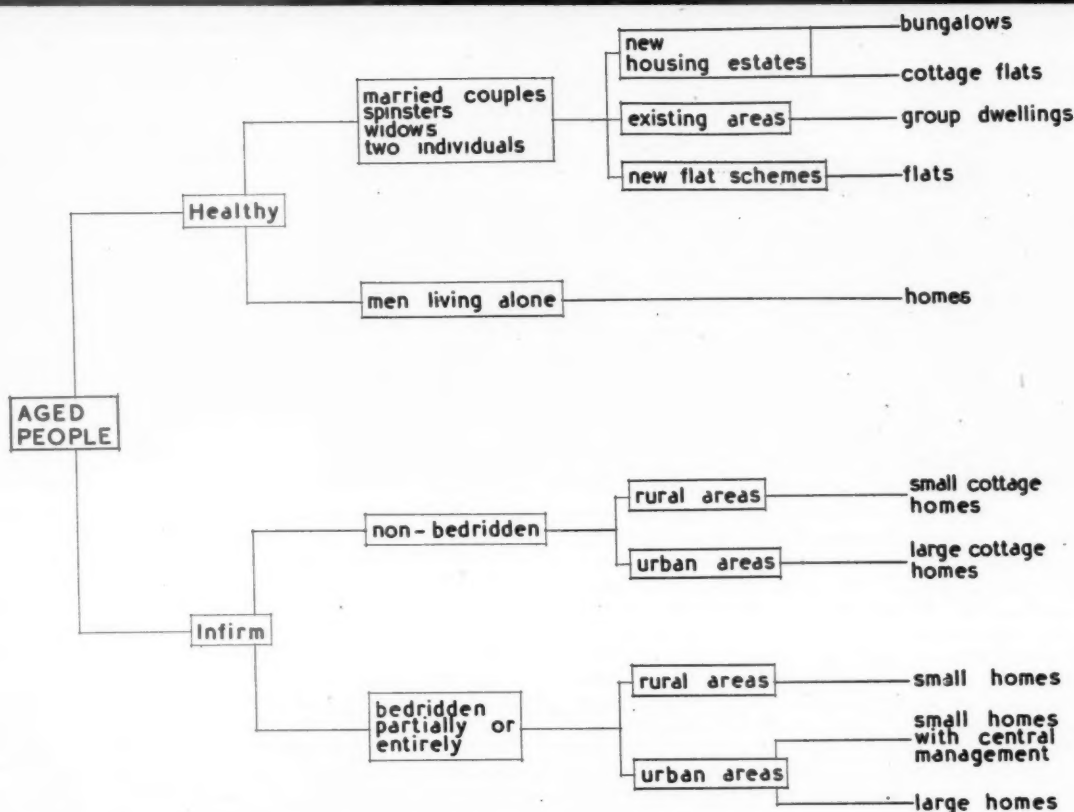 AGED
PEOPLE
Healthy
married couples
spinsters
widows
two individuals
new
housing estates
bungalows
cottage flats
existing areas
group dwellings
new flat schemes
flats
men living alone
homes
Infirm
non-bedridden
rural areas
small cottage
homes
urban areas
large cottage
homes
bedridden
partially or
entirely
rural areas
small homes
urban areas
small homes
with central
management
large homes